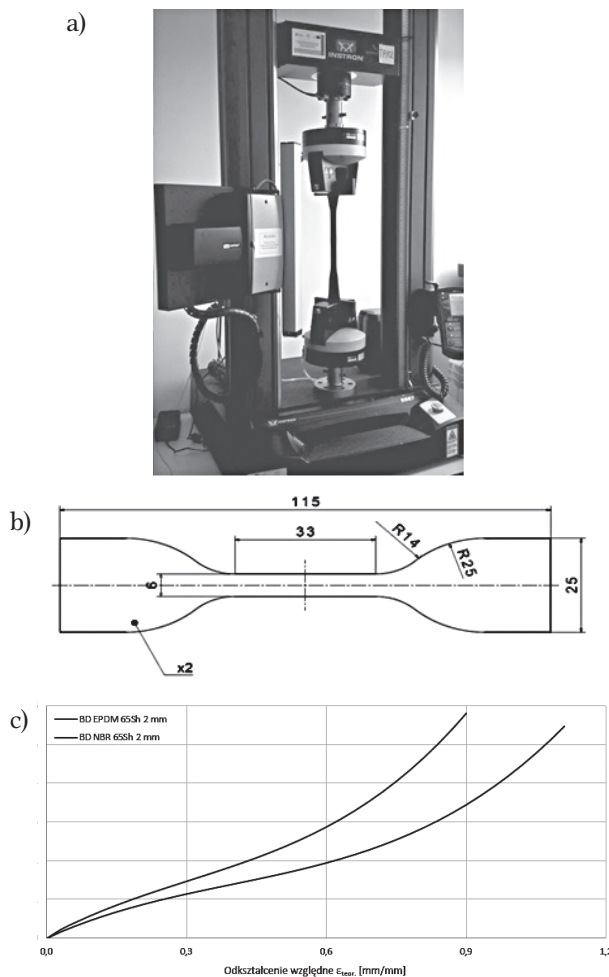 a)
INSTRON
b)
115
33
R14
R25
6
25
x2
c)
BD EPDM 65Sh 2 mm
BD NBR 65Sh 2 mm
0,0
0,3
0,6
0,9
1,2
Odkształcenie względne εteor. [mm/mm]